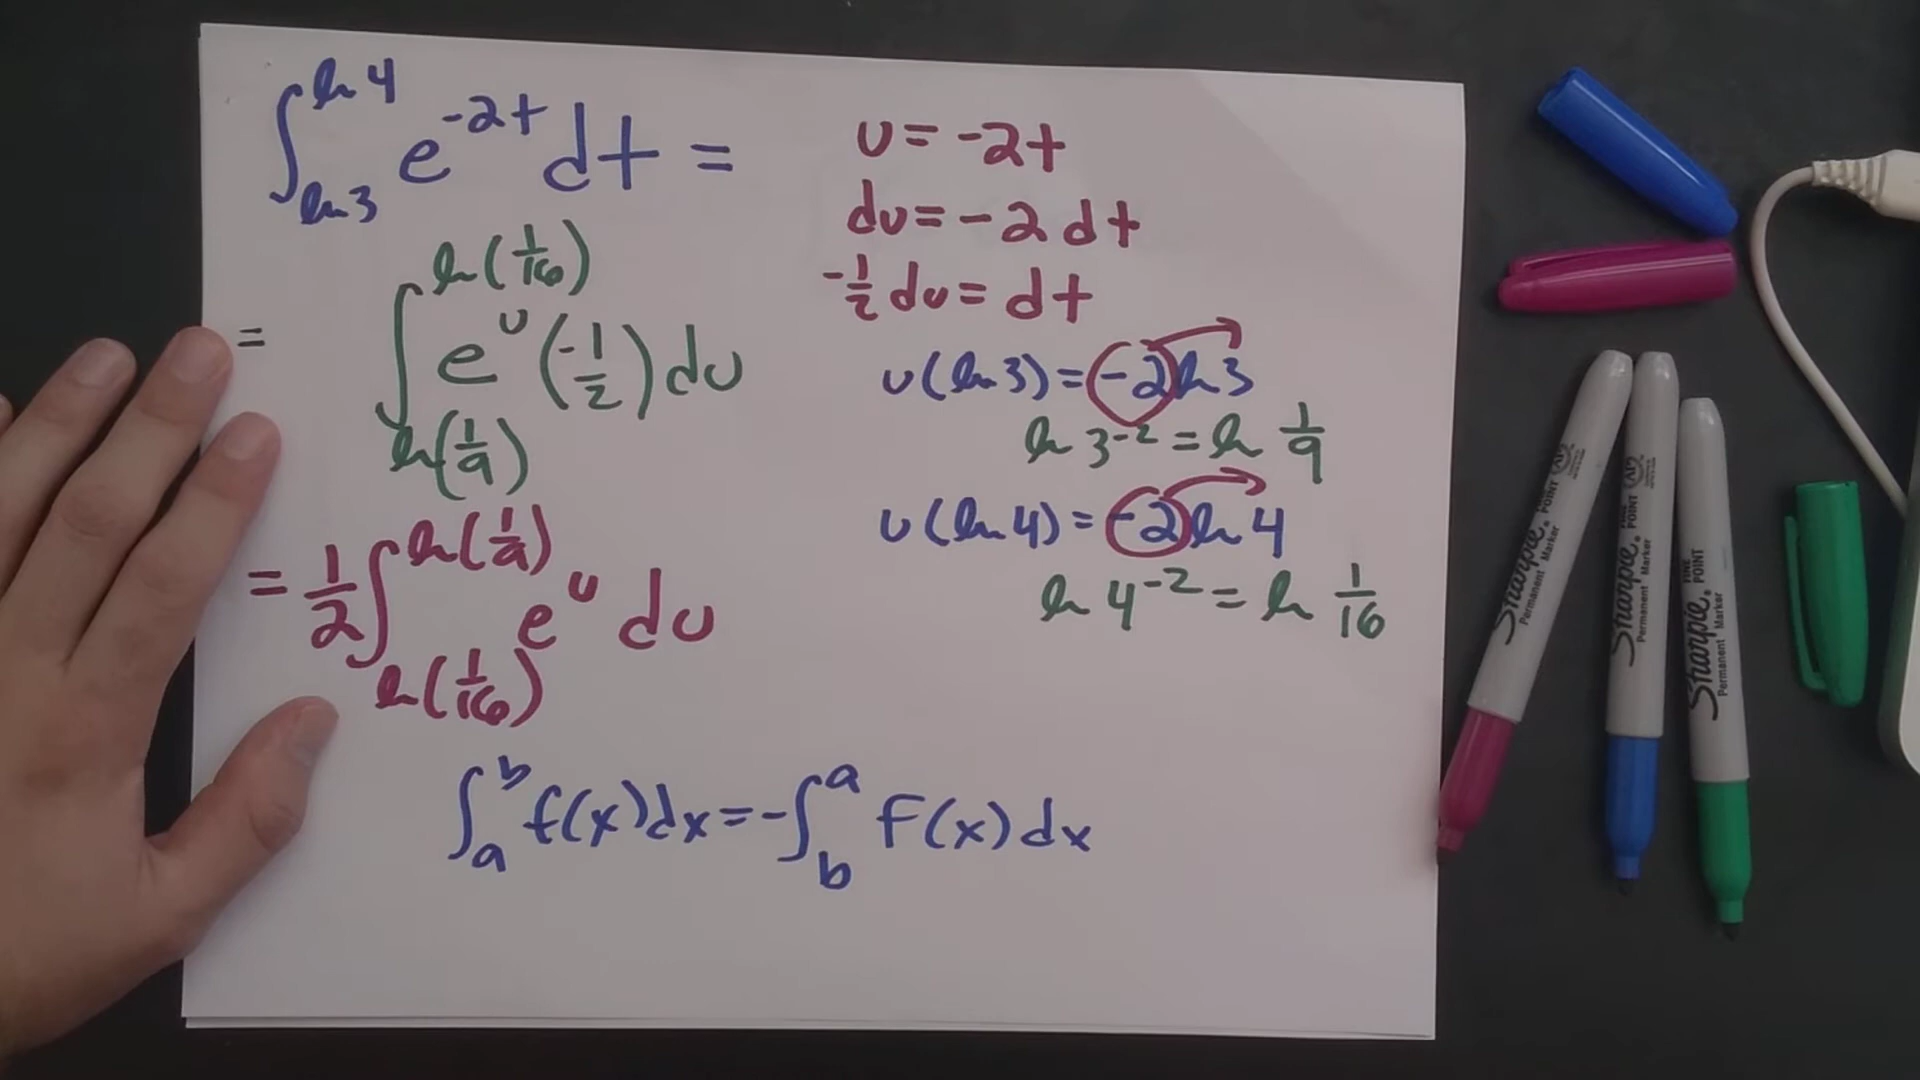 ∫_{ln 3}^{ln 4} e^{-2t} dt =
= ∫_{ln(1/9)}^{ln(1/16)} e^u (-1/2) du
= 1/2 ∫_{ln(1/16)}^{ln(1/9)} e^u du
u = -2t
du = -2 dt
-1/2 du = dt
u(ln 3) = -2 ln 3
ln 3^{-2} = ln 1/9
u(ln 4) = -2 ln 4
ln 4^{-2} = ln 1/16
∫_a^b f(x) dx = -∫_b^a F(x) dx
Sharpie.
FINE POINT
Permanent Marker
Sharpie.
FINE POINT
Permanent Marker
Sharpie.
FINE POINT
Permanent Marker